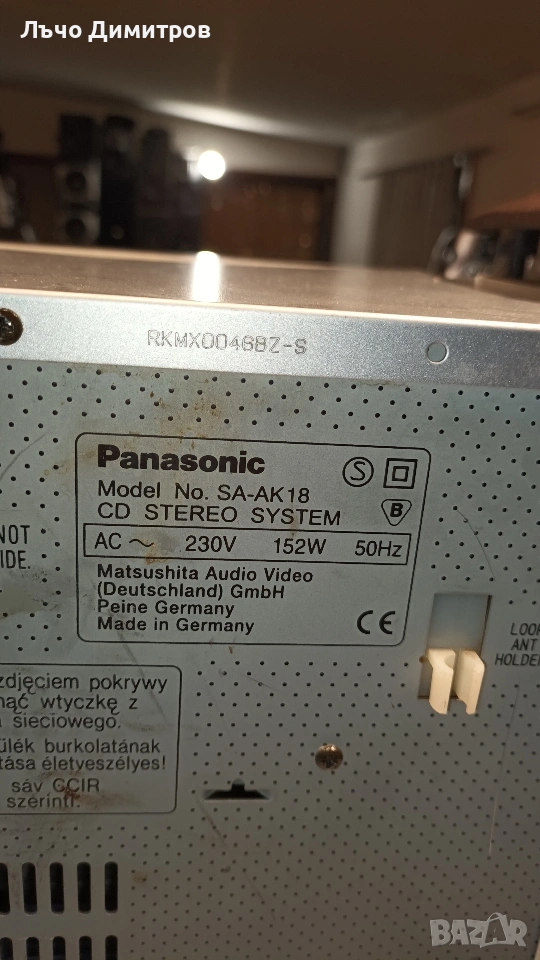 Лъчо Димитров
RKMX00468Z-S
Panasonic
Model No. SA-AK18
CD STEREO SYSTEM
S
B
AC ~ 230V 152W 50Hz
Matsushita Audio Video
(Deutschland) GmbH
Peine Germany
Made in Germany
CE
NOT
IDE.
LOOP
ANT
HOLDER
zdjęciem pokrywy
nąć wtyczkę z
a sieciowego.
ülék burkolatának
tása életveszélyes!
sáv CCIR
szerinti.
BAZAR